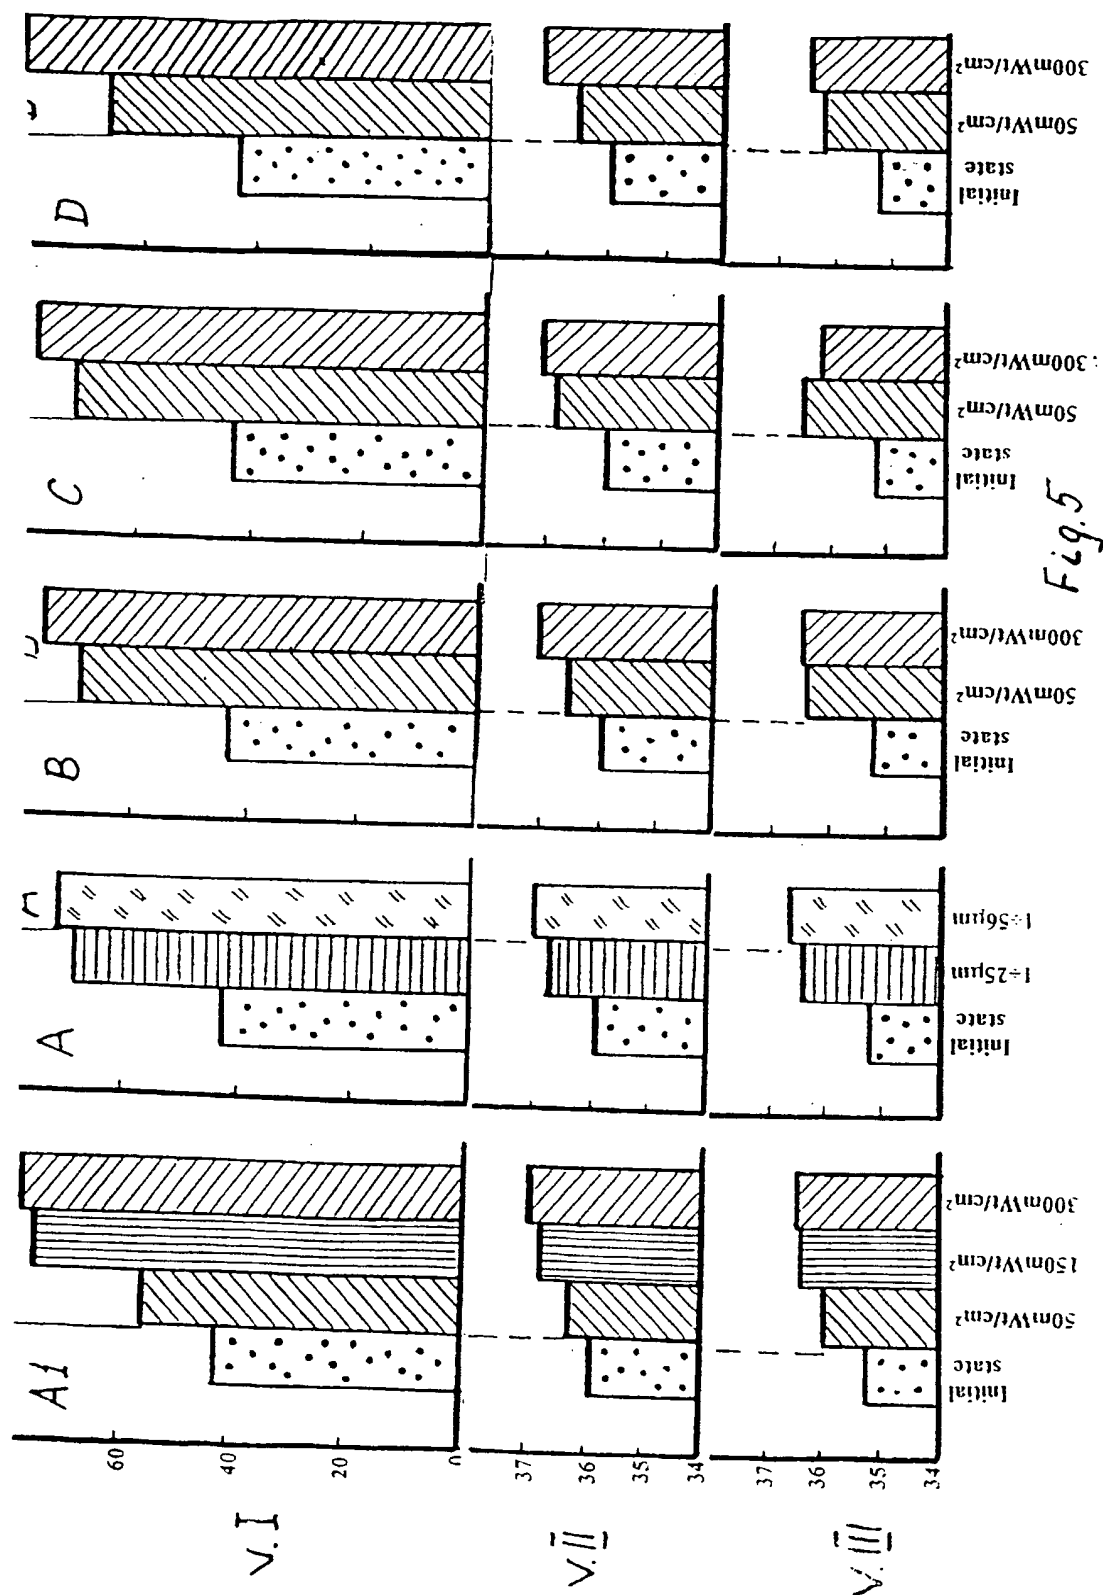 A1
A
B
C
D
V.I
60
40
20
0
V.II
37
36
35
34
V.III
37
36
35
34
Initial
state
50mWt/cm²
150mWt/cm²
300mWt/cm²
Initial
state
1÷25µm
1÷56µm
Initial
state
50mWt/cm²
300mWt/cm²
Initial
state
50mWt/cm²
300mWt/cm²
Initial
state
50mWt/cm²
300mWt/cm²
Fig.5